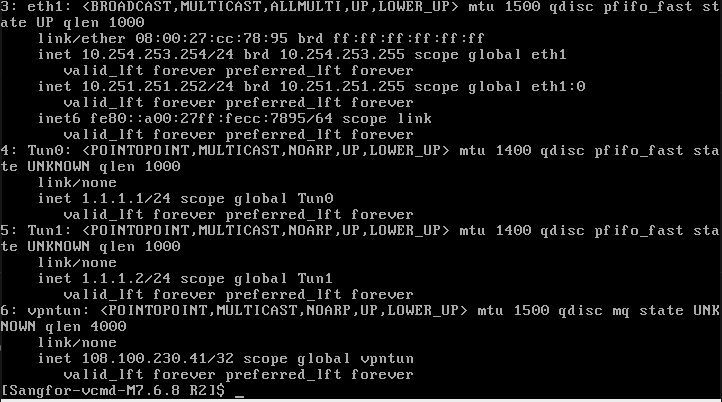 3: eth1: <BROADCAST,MULTICAST,ALLMULTI,UP,LOWER_UP> mtu 1500 qdisc pfifo_fast st
ate UP qlen 1000
    link/ether 08:00:27:cc:78:95 brd ff:ff:ff:ff:ff:ff
    inet 10.254.253.254/24 brd 10.254.253.255 scope global eth1
       valid_lft forever preferred_lft forever
    inet 10.251.251.252/24 brd 10.251.251.255 scope global eth1:0
       valid_lft forever preferred_lft forever
    inet6 fe80::a00:27ff:fecc:7895/64 scope link
       valid_lft forever preferred_lft forever
4: Tun0: <POINTOPOINT,MULTICAST,NOARP,UP,LOWER_UP> mtu 1400 qdisc pfifo_fast sta
te UNKNOWN qlen 1000
    link/none
    inet 1.1.1.1/24 scope global Tun0
       valid_lft forever preferred_lft forever
5: Tun1: <POINTOPOINT,MULTICAST,NOARP,UP,LOWER_UP> mtu 1400 qdisc pfifo_fast sta
te UNKNOWN qlen 1000
    link/none
    inet 1.1.1.2/24 scope global Tun1
       valid_lft forever preferred_lft forever
6: vpntun: <POINTOPOINT,MULTICAST,NOARP,UP,LOWER_UP> mtu 1500 qdisc mq state UNK
NOWN qlen 4000
    link/none
    inet 108.100.230.41/32 scope global vpntun
       valid_lft forever preferred_lft forever
[Sangfor-vcmd-M7.6.8 R2]$ _